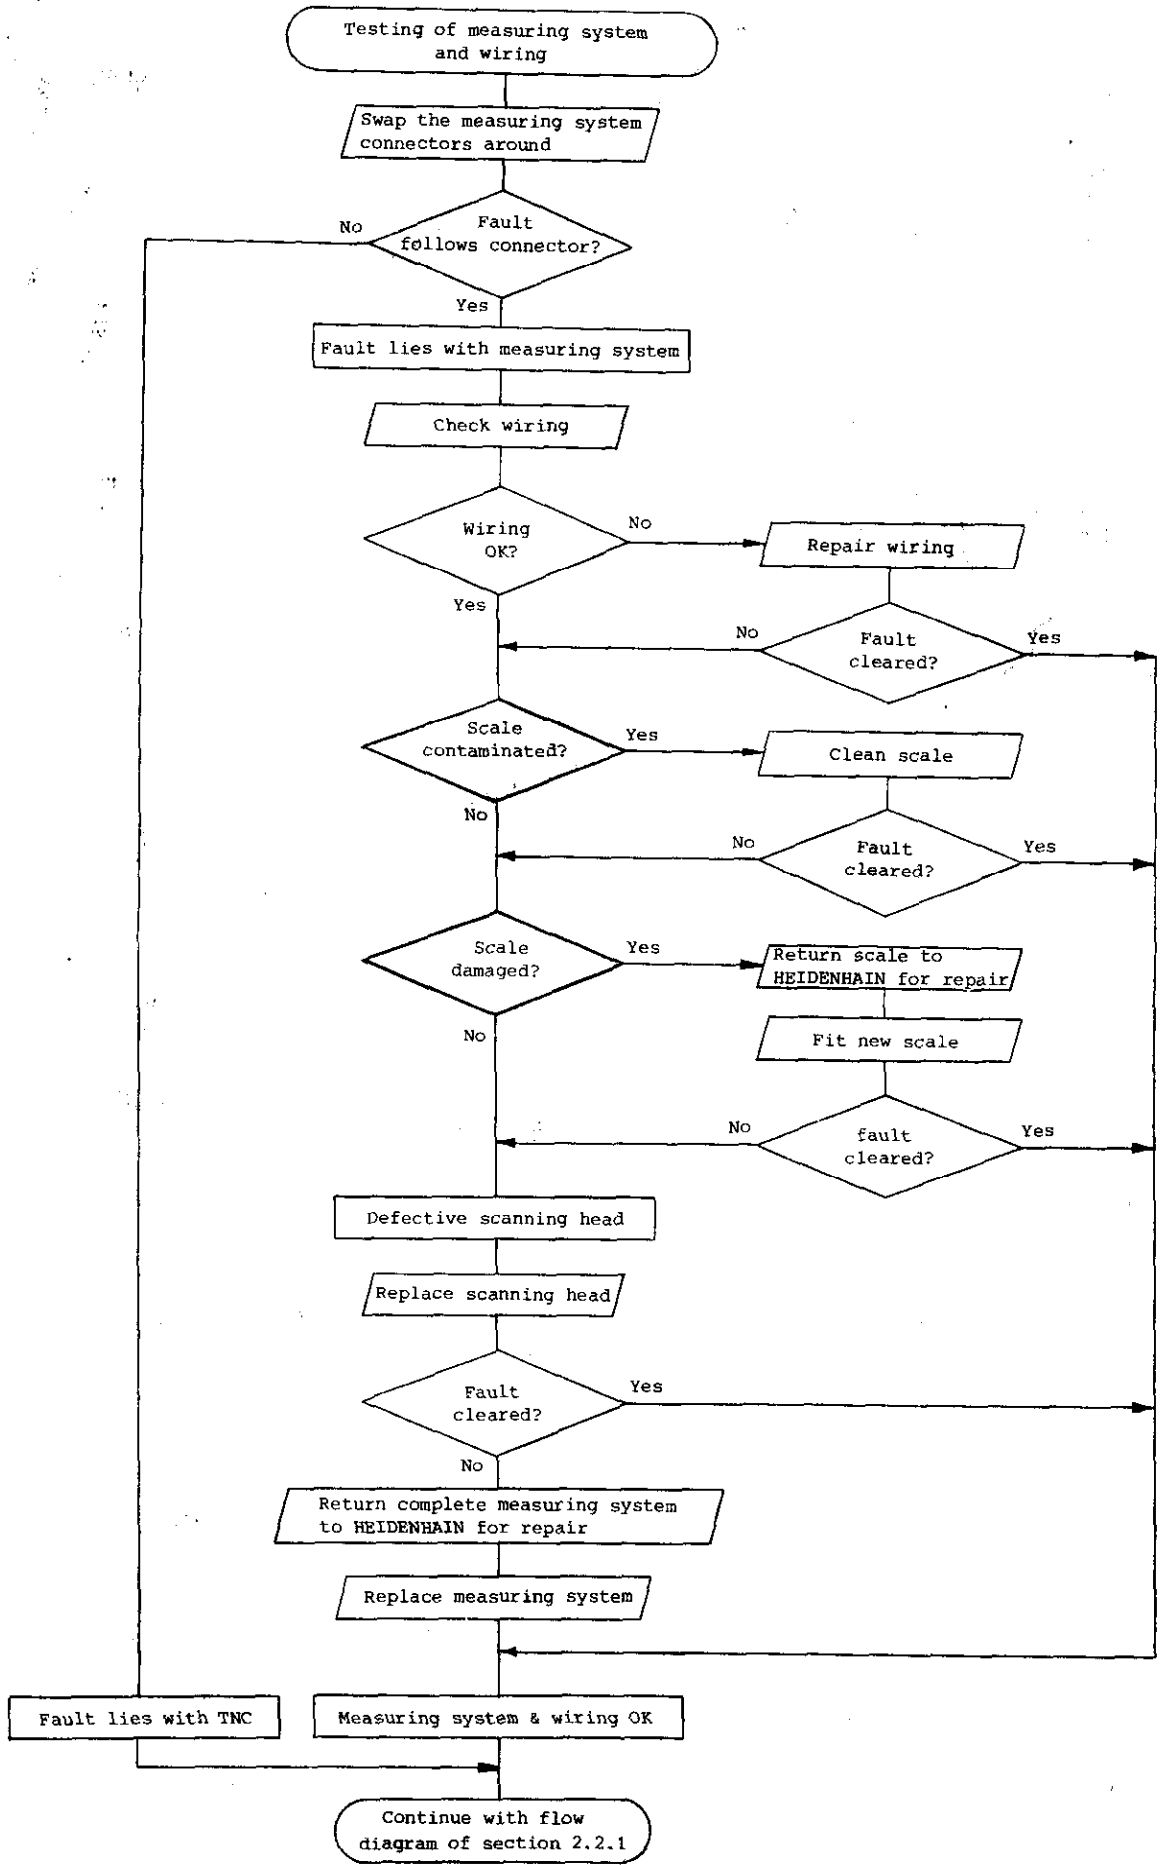 Testing of measuring system
and wiring
Swap the measuring system
connectors around
No
Fault
follows connector?
Yes
Fault lies with measuring system
Check wiring
Wiring
OK?
No
Repair wiring
Yes
No
Fault
cleared?
Yes
Scale
contaminated?
Yes
Clean scale
No
No
Fault
cleared?
Yes
Scale
damaged?
Yes
Return scale to
HEIDENHAIN for repair
No
Fit new scale
No
fault
cleared?
Yes
Defective scanning head
Replace scanning head
Fault
cleared?
Yes
No
Return complete measuring system
to HEIDENHAIN for repair
Replace measuring system
Fault lies with TNC
Measuring system & wiring OK
Continue with flow
diagram of section 2.2.1